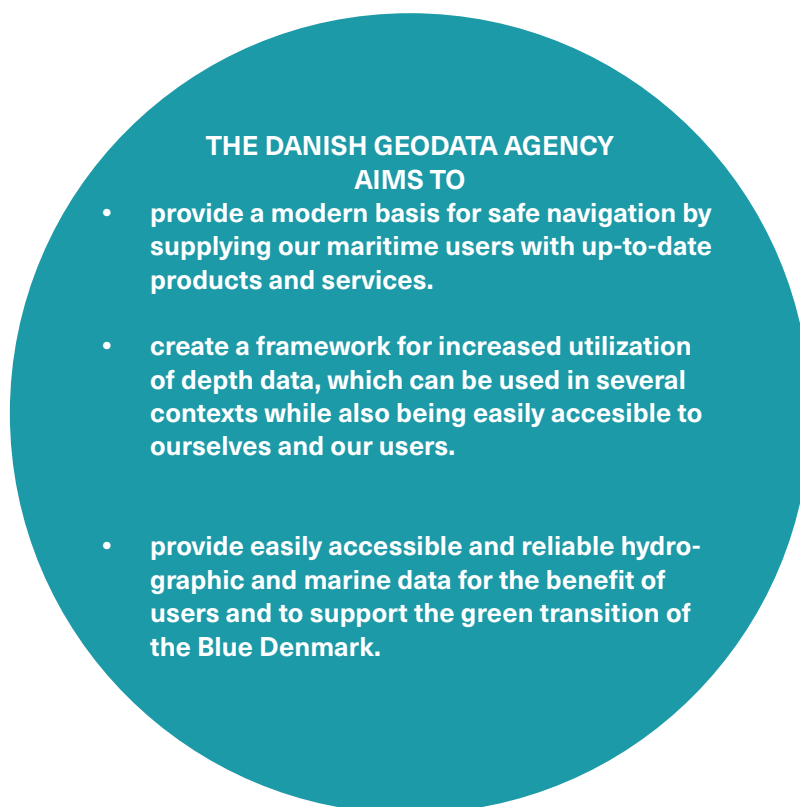 THE DANISH GEODATA AGENCY
AIMS TO
• provide a modern basis for safe navigation by
supplying our maritime users with up-to-date
products and services.
• create a framework for increased utilization
of depth data, which can be used in several
contexts while also being easily accesible to
ourselves and our users.
• provide easily accessible and reliable hydro-
graphic and marine data for the benefit of
users and to support the green transition of
the Blue Denmark.